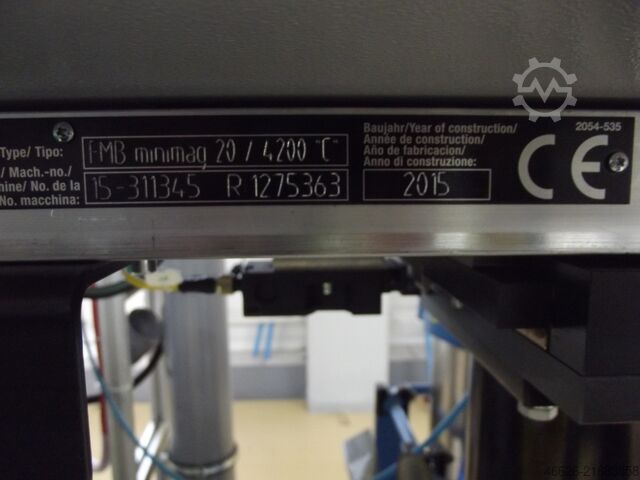 Type/ Tipo: FMB minimag 20 / 4200 "C"
/ Mach.-no./
hine/ No. de la
No. macchina: 15-311345 R 1275363
Baujahr/Year of construction/
Année de construction/
Año de fabricación/
Anno di construzione: 2015
2054-535
CE